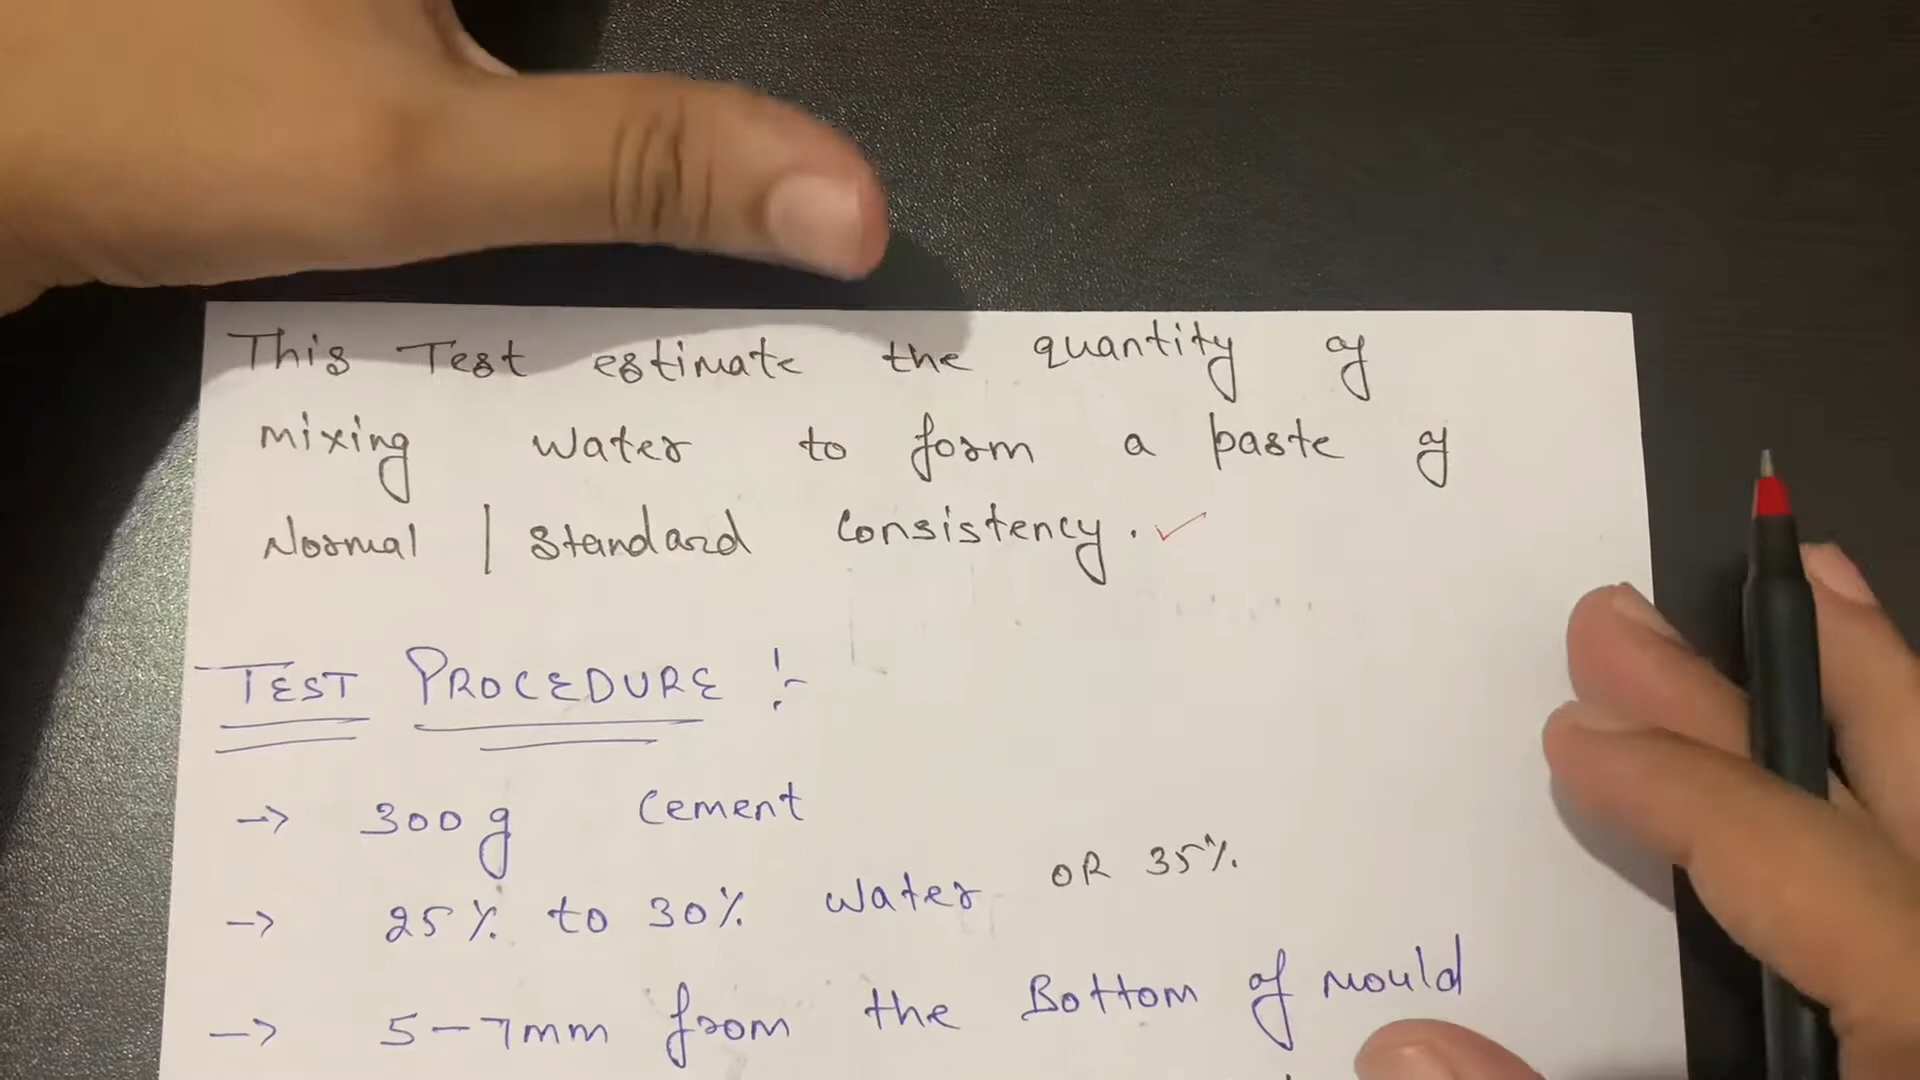 This Test estimate the quantity of
mixing water to form a paste of
Normal / Standard Consistency. ✓
TEST PROCEDURE :-
→ 300g Cement
→ 25% to 30% water OR 35%
→ 5-7mm from the Bottom of mould